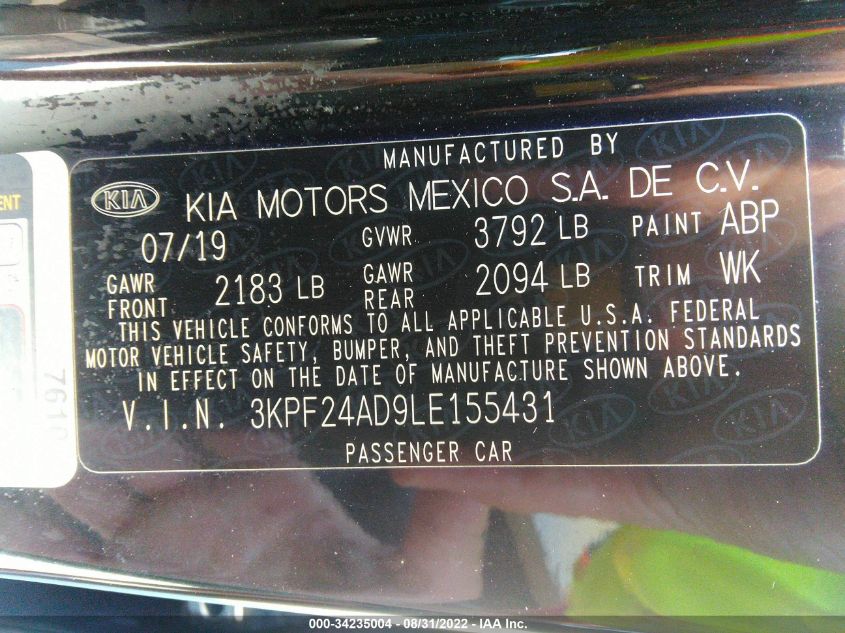 MANUFACTURED BY
KIA KIA MOTORS MEXICO S.A. DE C.V.
07/19 GVWR 3792 LB PAINT ABP
GAWR FRONT 2183 LB GAWR REAR 2094 LB TRIM WK
THIS VEHICLE CONFORMS TO ALL APPLICABLE U.S.A. FEDERAL
MOTOR VEHICLE SAFETY, BUMPER, AND THEFT PREVENTION STANDARDS
IN EFFECT ON THE DATE OF MANUFACTURE SHOWN ABOVE.
V.I.N. 3KPF24AD9LE155431
PASSENGER CAR
000-34235004 - 08/31/2022 - IAA Inc.